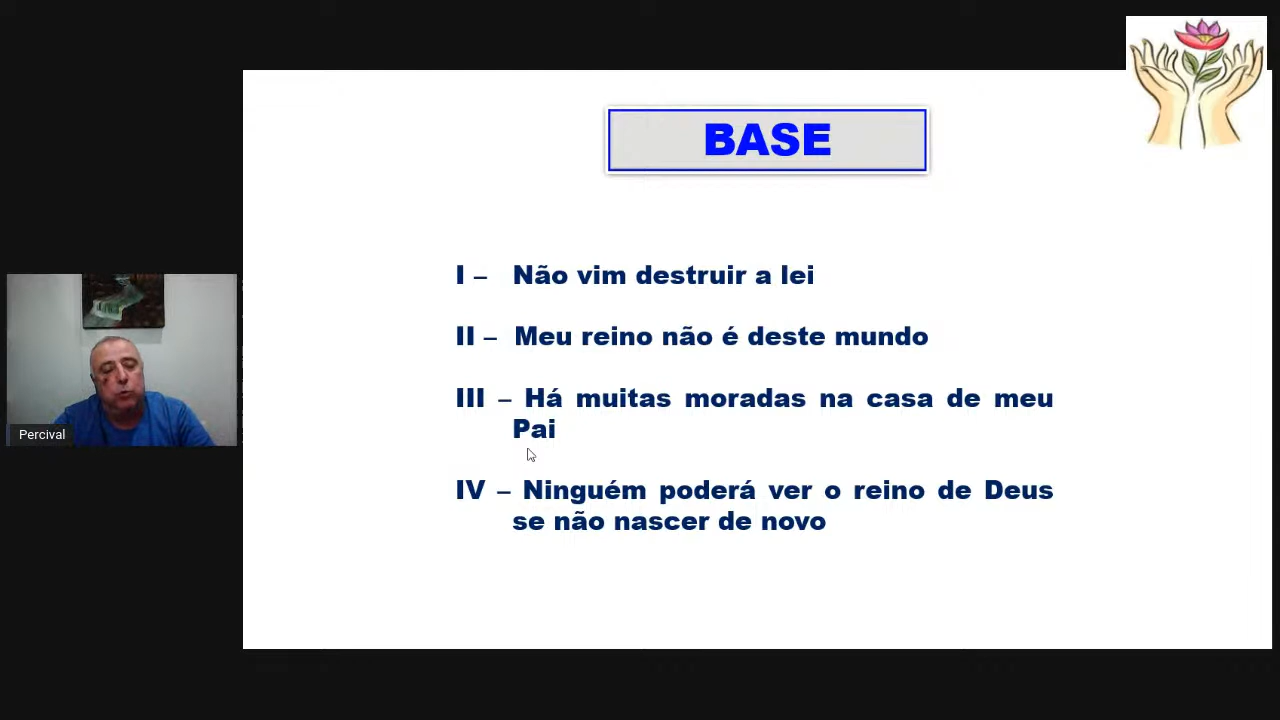 BASE
I – Não vim destruir a lei
II – Meu reino não é deste mundo
III – Há muitas moradas na casa de meu
Pai
Percival
IV – Ninguém poderá ver o reino de Deus
se não nascer de novo